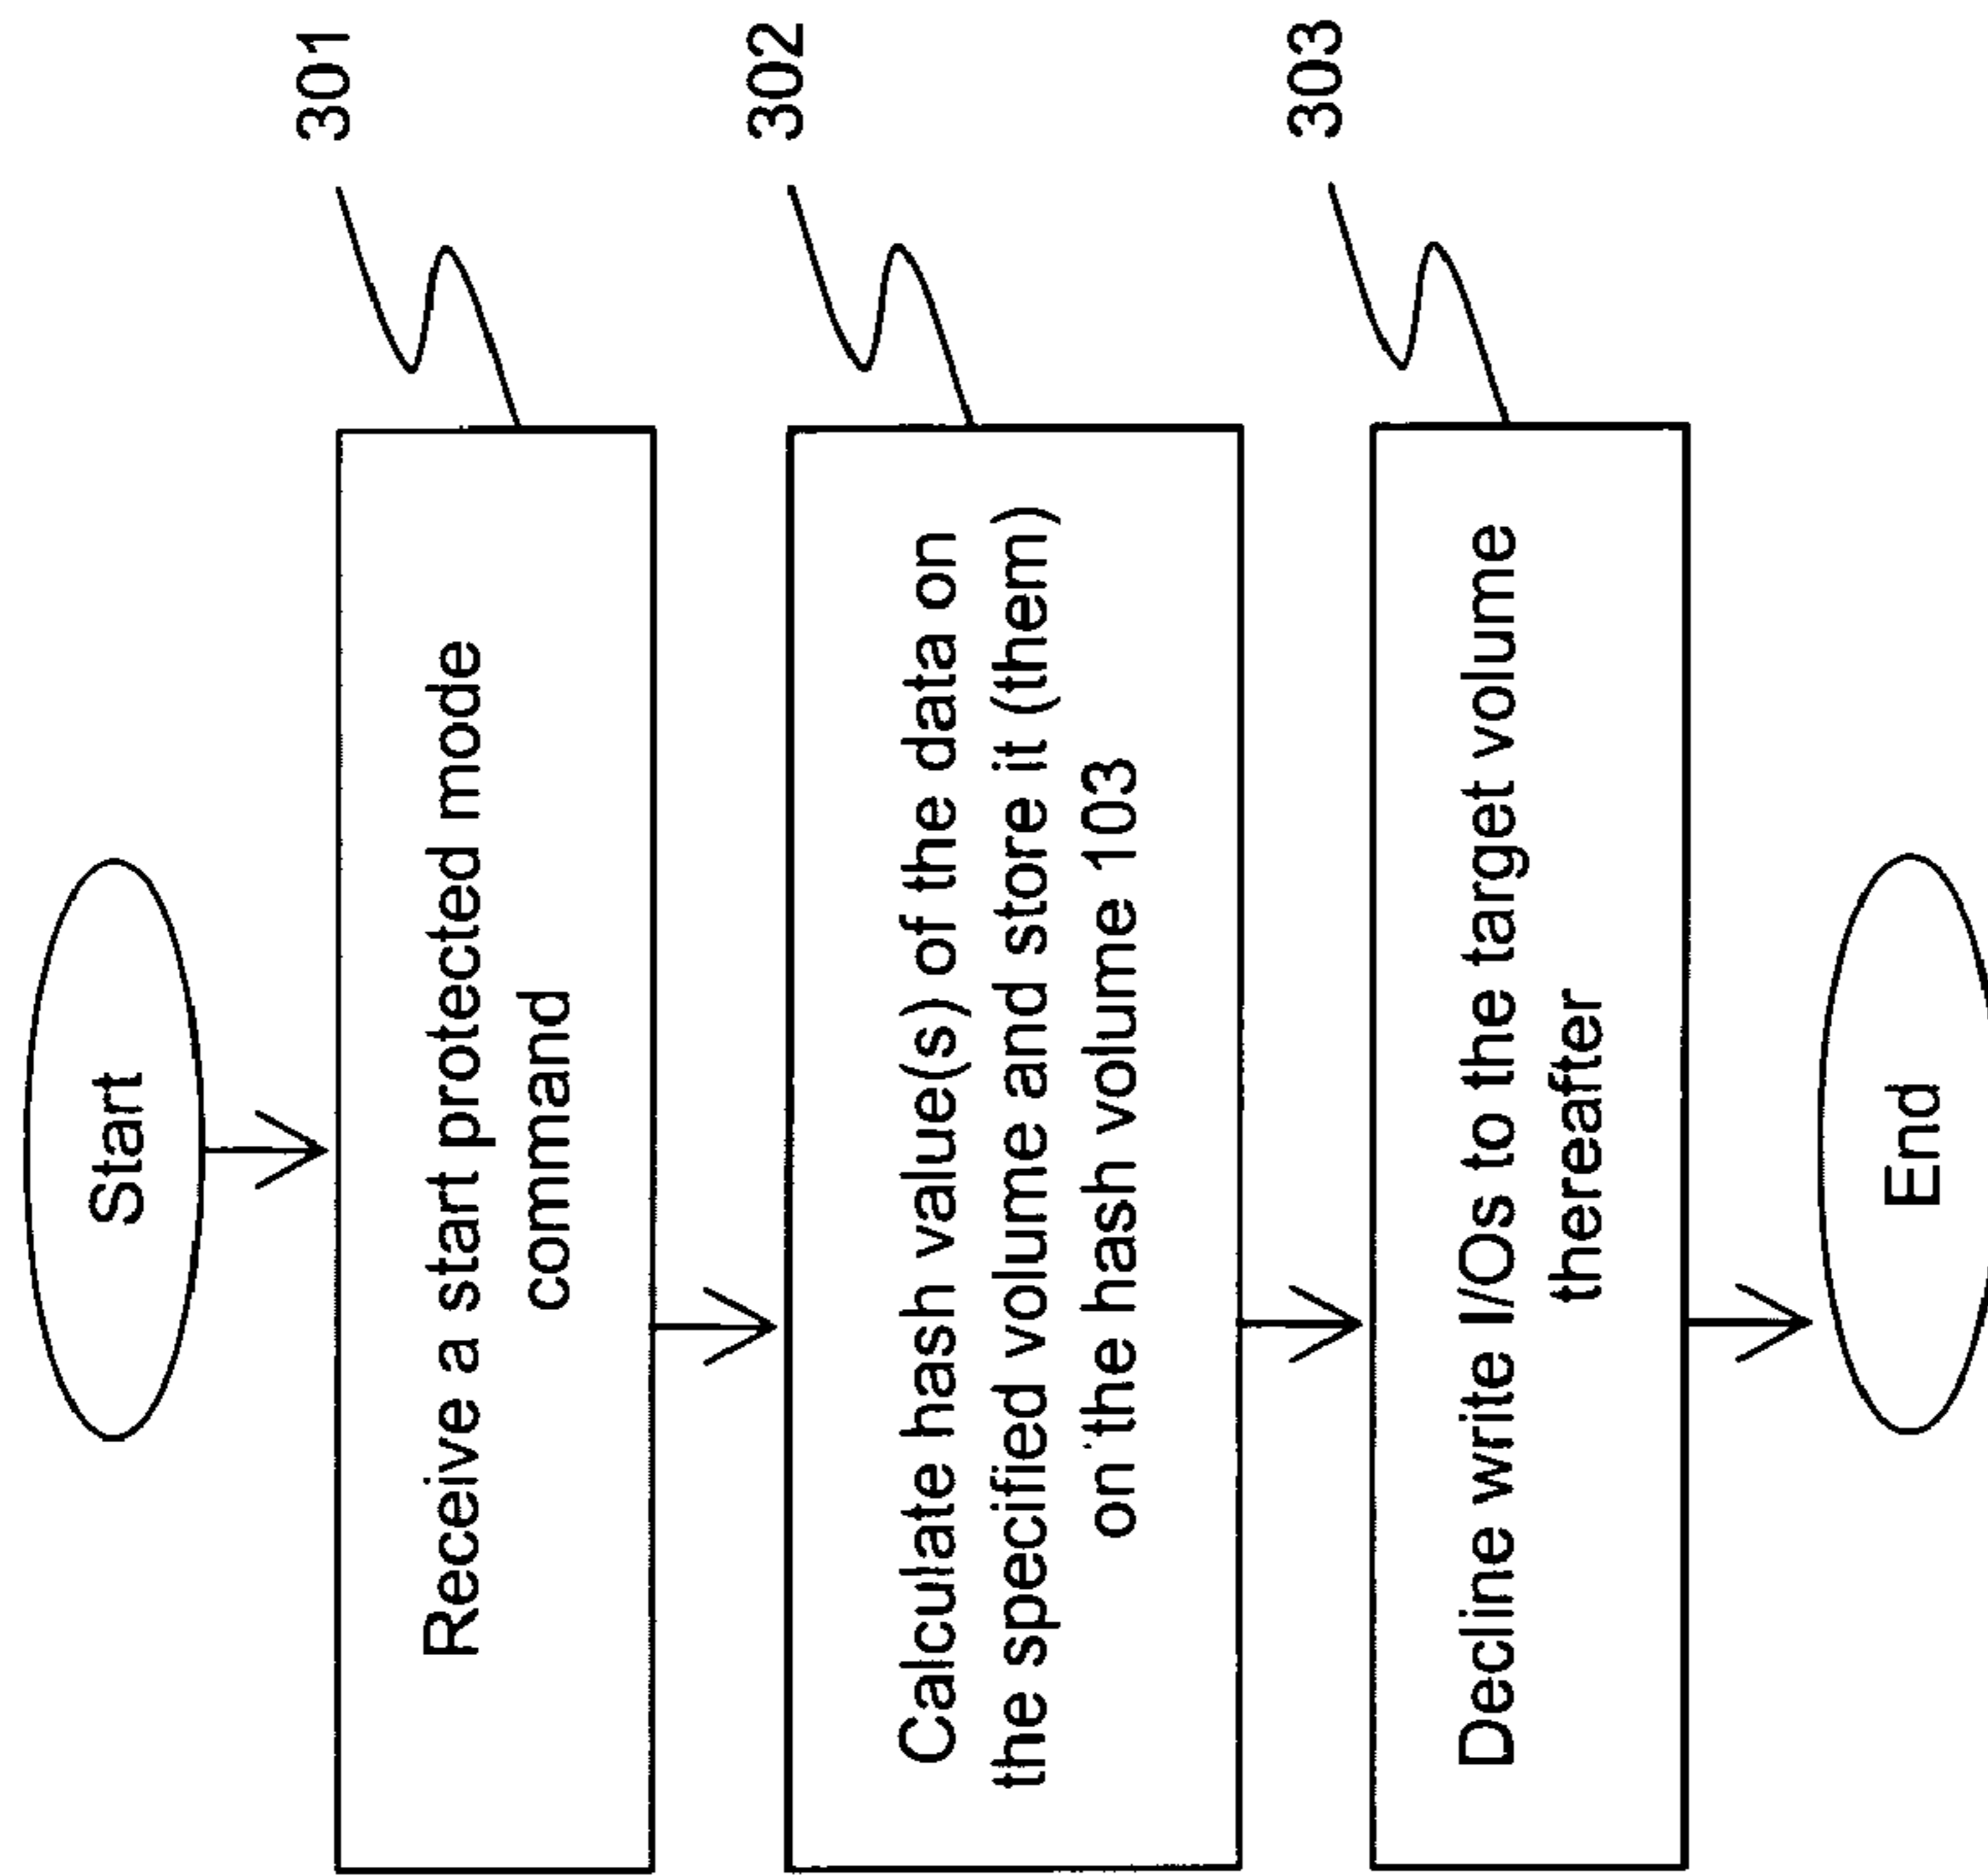 Start
301
Receive a start protected mode
command
302
Calculate hash value(s) of the data on
the specified volume and store it (them)
on the hash volume 103
303
Decline write I/Os to the target volume
thereafter
End